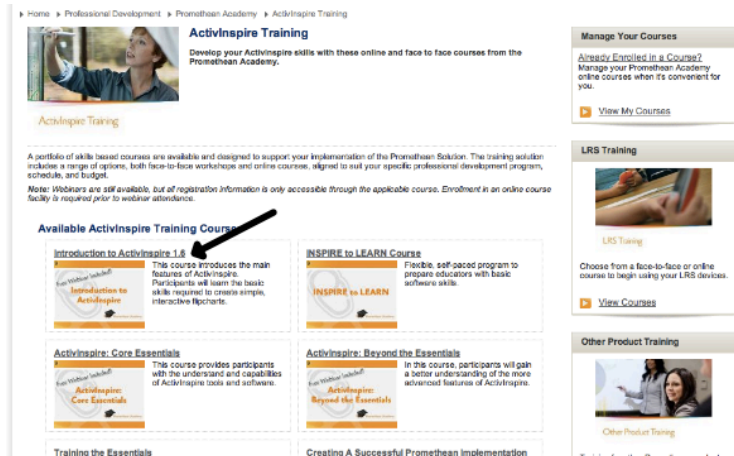 Home ▸ Professional Development ▸ Promethean Academy ▸ ActivInspire Training
ActivInspire Training
Develop your ActivInspire skills with these online and face to face courses from the
Promethean Academy.
ActivInspire Training
A portfolio of skills based courses are available and designed to support your implementation of the Promethean Solution. The training solution
includes a range of options, both face-to-face workshops and online courses, aligned to suit your specific professional development program,
schedule, and budget.
Note: Webinars are still available, but all registration information is only accessible through the applicable course. Enrollment in an online course
facility is required prior to webinar attendance.
Available ActivInspire Training Course
Introduction to ActivInspire 1.6
Free Webinar Included!
Introduction to
ActivInspire
This course introduces the main
features of ActivInspire.
Participants will learn the basic
skills required to create simple,
interactive flipcharts.
INSPIRE to LEARN Course
INSPIRE to LEARN
Flexible, self-paced program to
prepare educators with basic
software skills.
ActivInspire: Core Essentials
Free Webinar Included!
ActivInspire:
Core Essentials
This course provides participants
with the understand and capabilities
of ActivInspire tools and software.
ActivInspire: Beyond the Essentials
Free Webinar Included!
ActivInspire:
Beyond the Essentials
In this course, participants will gain
a better understanding of the more
advanced features of ActivInspire.
Training the Essentials
Creating A Successful Promethean Implementation
Manage Your Courses
Already Enrolled in a Course?
Manage your Promethean Academy
online courses when it's convenient for
you.
View My Courses
LRS Training
LRS Training
Choose from a face-to-face or online
course to begin using your LRS devices.
View Courses
Other Product Training
Other Product Training